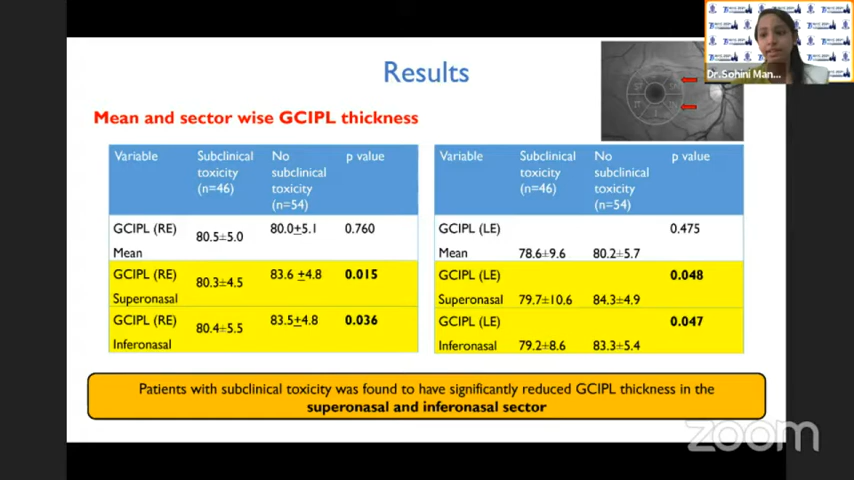 Results
Dr.Sohini Man...
Mean and sector wise GCIPL thickness
Variable
Subclinical
toxicity
(n=46)
No
subclinical
toxicity
(n=54)
p value
GCIPL (RE)
Mean
80.5±5.0
80.0±5.1
0.760
GCIPL (RE)
Superonasal
80.3±4.5
83.6 ±4.8
0.015
GCIPL (RE)
Inferonasal
80.4±5.5
83.5±4.8
0.036
Variable
Subclinical
toxicity
(n=46)
No
subclinical
toxicity
(n=54)
p value
GCIPL (LE)
Mean
78.6±9.6
80.2±5.7
0.475
GCIPL (LE)
Superonasal
79.7±10.6
84.3±4.9
0.048
GCIPL (LE)
Inferonasal
79.2±8.6
83.3±5.4
0.047
Patients with subclinical toxicity was found to have significantly reduced GCIPL thickness in the
superonasal and inferonasal sector
zoom